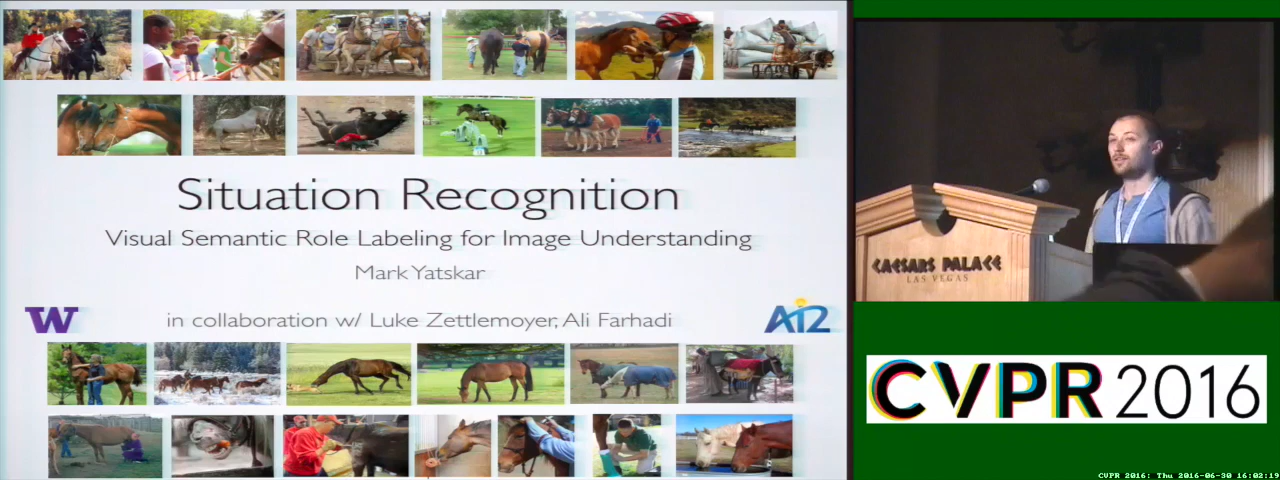 Situation Recognition
Visual Semantic Role Labeling for Image Understanding
Mark Yatskar
W
in collaboration w/ Luke Zettlemoyer, Ali Farhadi
Ai2
CAESARS PALACE
LAS VEGAS
CVPR 2016
CVPR 2016: Thu 2016-06-30 16:02:19